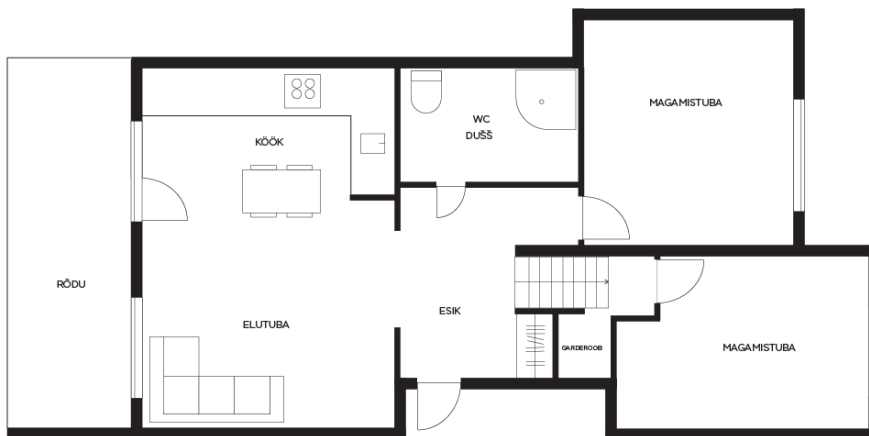 MAGAMISTUBA
WC
DUŠŠ
KÖÖK
RÕDU
ELUTUBA
ESIK
GARDEROOB
MAGAMISTUBA